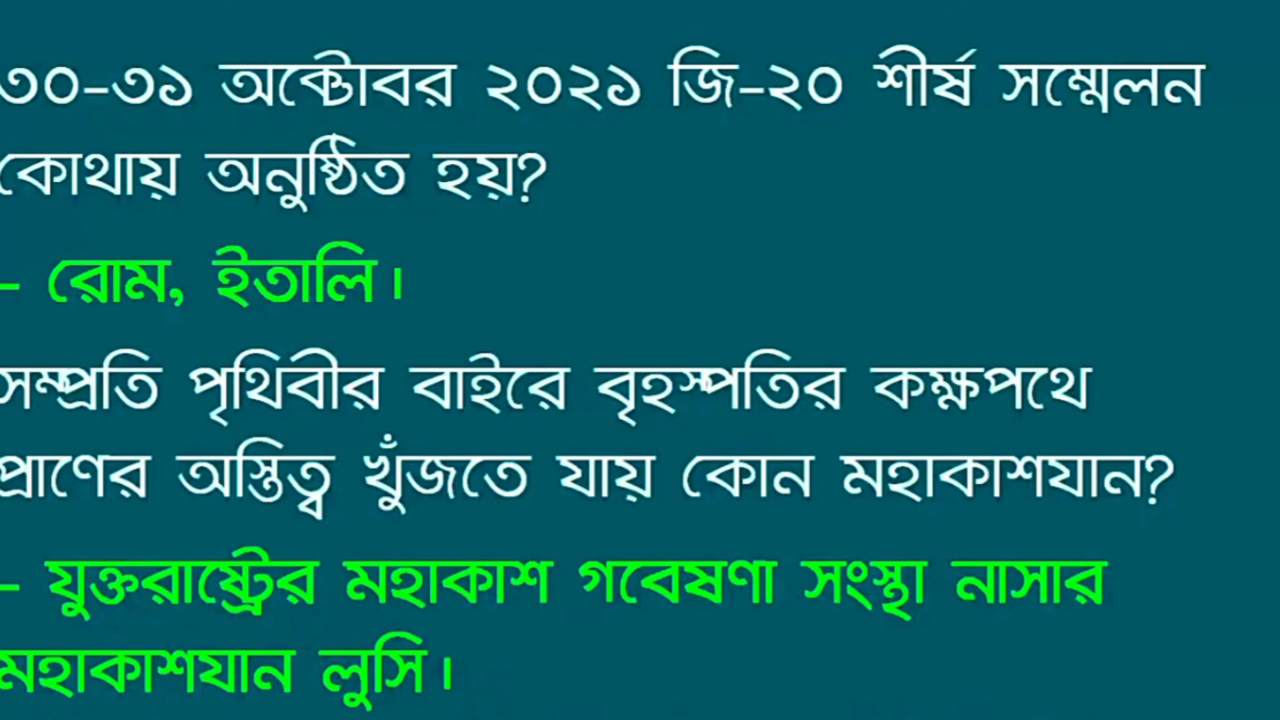 ৩০-৩১ অক্টোবর ২০২১ জি-২০ শীর্ষ সম্মেলন
কোথায় অনুষ্ঠিত হয়?
- রোম, ইতালি।
সম্প্রতি পৃথিবীর বাইরে বৃহস্পতির কক্ষপথে
প্রাণের অস্তিত্ব খুঁজতে যায় কোন মহাকাশযান?
- যুক্তরাষ্ট্রের মহাকাশ গবেষণা সংস্থা নাসার
মহাকাশযান লুসি।